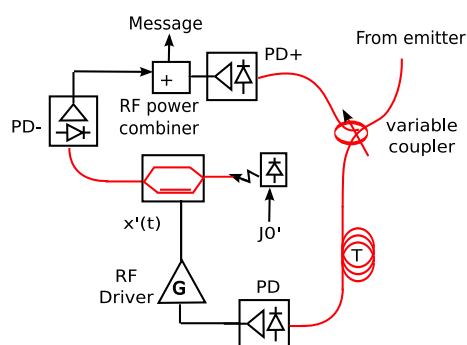 Message
From emitter
PD+
+
RF power
combiner
PD-
variable
coupler
x'(t)
J0'
T
RF
Driver
G
PD